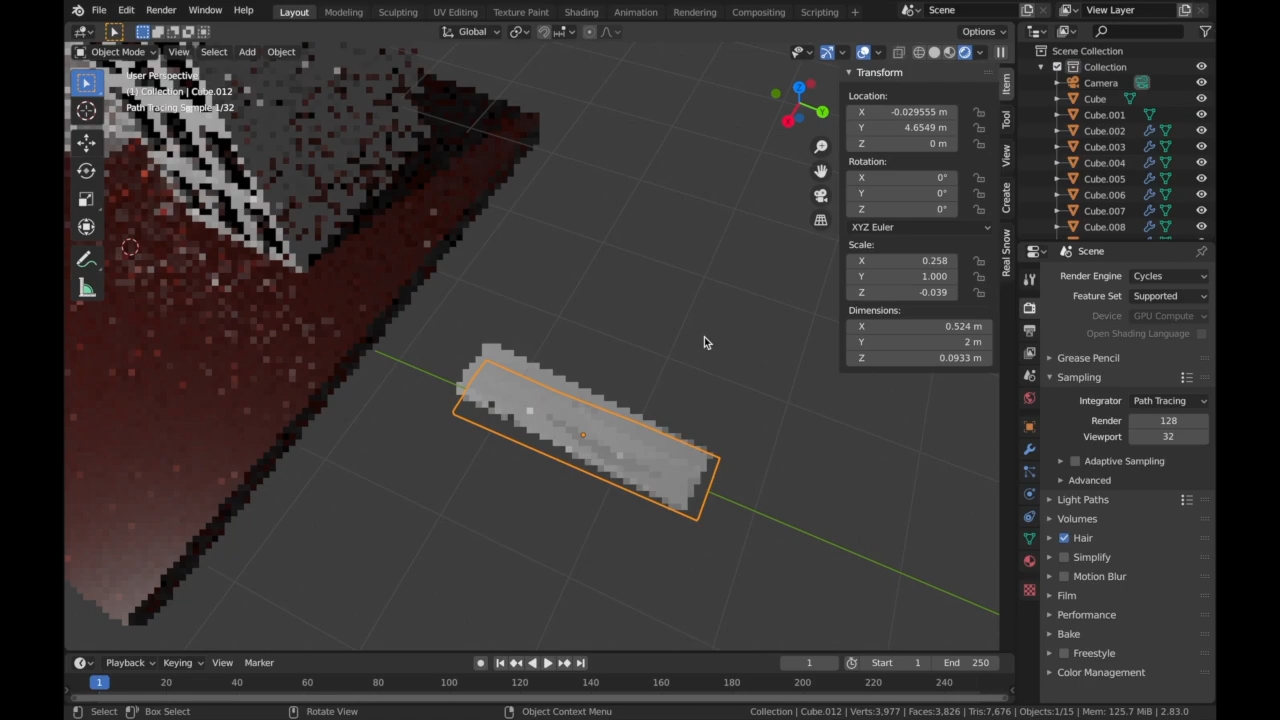 File Edit Render Window Help Layout Modeling Sculpting UV Editing Texture Paint Shading Animation Rendering Compositing Scripting + Scene View Layer
Global Options
Object Mode View Select Add Object
User Perspective
(1) Collection | Cube.012
Path Tracing Sample 1/32
Z
Y
X
Transform
Location:
X -0.029555 m
Y 4.6549 m
Z 0 m
Rotation:
X 0°
Y 0°
Z 0°
XYZ Euler
Scale:
X 0.258
Y 1.000
Z -0.039
Dimensions:
X 0.524 m
Y 2 m
Z 0.0933 m
Item
Tool
View
Create
Real Snow
Scene Collection
Collection
Camera
Cube
Cube.001
Cube.002
Cube.003
Cube.004
Cube.005
Cube.006
Cube.007
Cube.008
Scene
Render Engine Cycles
Feature Set Supported
Device GPU Compute
Open Shading Language
Grease Pencil
Sampling
Integrator Path Tracing
Render 128
Viewport 32
Adaptive Sampling
Advanced
Light Paths
Volumes
Hair
Simplify
Motion Blur
Film
Performance
Bake
Freestyle
Color Management
Playback Keying View Marker 1 Start 1 End 250
1 20 40 60 80 100 120 140 160 180 200 220 240
Select Box Select Rotate View Object Context Menu Collection | Cube.012 | Verts:3,977 | Faces:3,826 | Tris:7,676 | Objects:1/15 | Mem: 125.7 MiB | 2.83.0